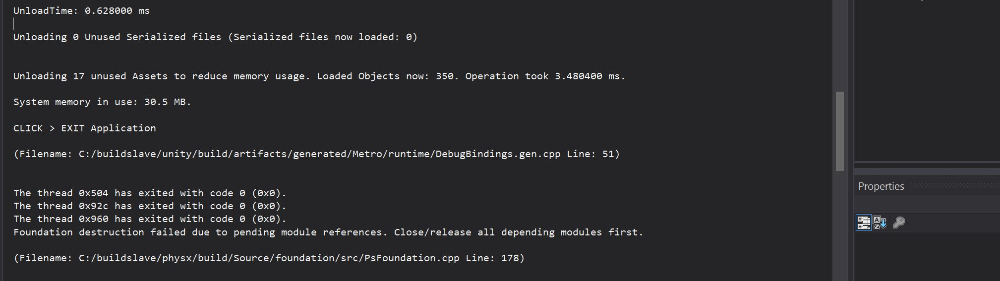 UnloadTime: 0.628000 ms
Unloading 0 Unused Serialized files (Serialized files now loaded: 0)
Unloading 17 unused Assets to reduce memory usage. Loaded Objects now: 350. Operation took 3.480400 ms.
System memory in use: 30.5 MB.
CLICK > EXIT Application
(Filename: C:/buildslave/unity/build/artifacts/generated/Metro/runtime/DebugBindings.gen.cpp Line: 51)
The thread 0x504 has exited with code 0 (0x0).
The thread 0x92c has exited with code 0 (0x0).
The thread 0x960 has exited with code 0 (0x0).
Foundation destruction failed due to pending module references. Close/release all depending modules first.
(Filename: C:/buildslave/physx/build/Source/foundation/src/PsFoundation.cpp Line: 178)
Properties